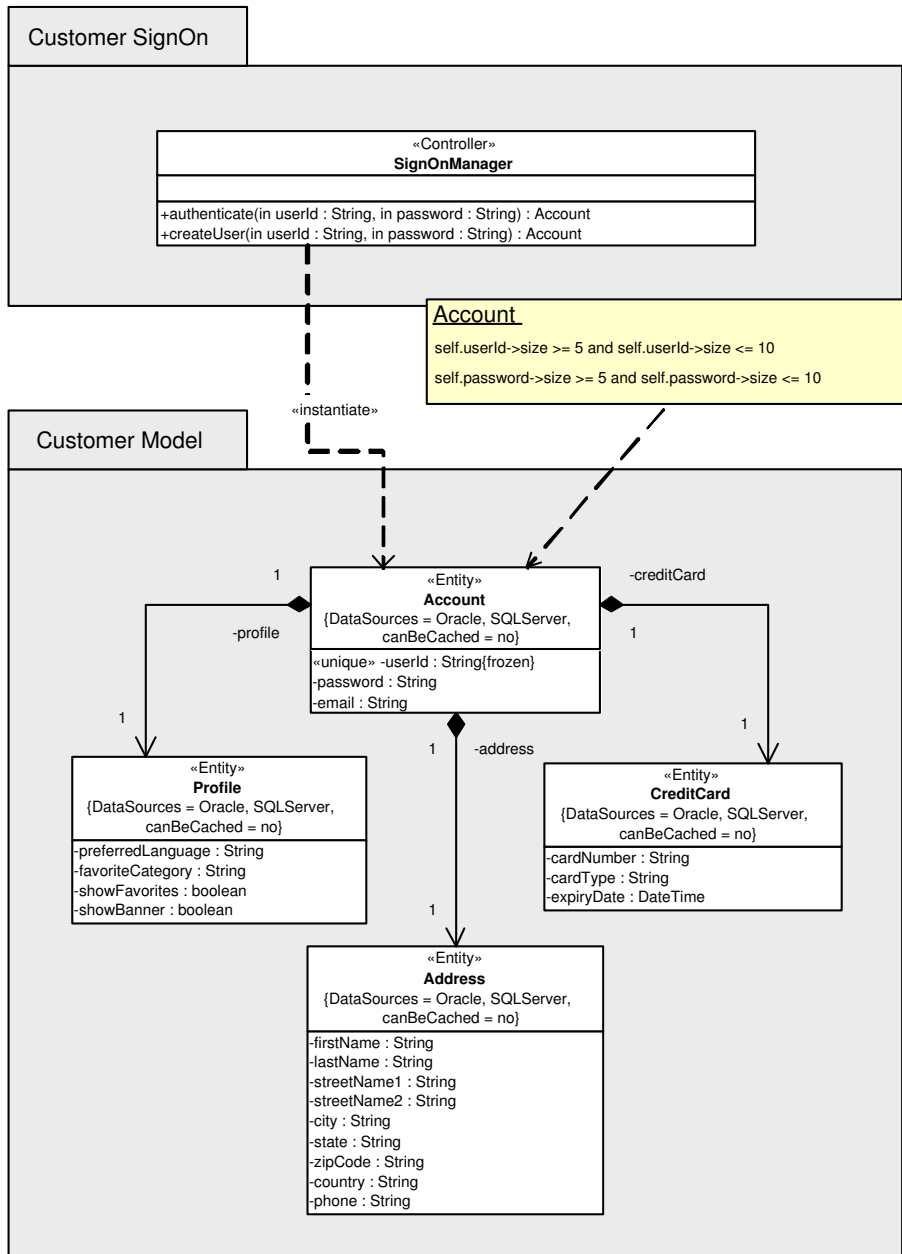 Customer SignOn
«Controller»
SignOnManager
+authenticate(in userId : String, in password : String) : Account
+createUser(in userId : String, in password : String) : Account
Account
self.userId->size >= 5 and self.userId->size <= 10
self.password->size >= 5 and self.password->size <= 10
«instantiate»
Customer Model
1
-profile
1
«Entity»
Account
{DataSources = Oracle, SQLServer,
canBeCached = no}
«unique» -userId : String{frozen}
-password : String
-email : String
-creditCard
1
1
1
-address
1
«Entity»
Profile
{DataSources = Oracle, SQLServer,
canBeCached = no}
-preferredLanguage : String
-favoriteCategory : String
-showFavorites : boolean
-showBanner : boolean
«Entity»
CreditCard
{DataSources = Oracle, SQLServer,
canBeCached = no}
-cardNumber : String
-cardType : String
-expiryDate : DateTime
«Entity»
Address
{DataSources = Oracle, SQLServer,
canBeCached = no}
-firstName : String
-lastName : String
-streetName1 : String
-streetName2 : String
-city : String
-state : String
-zipCode : String
-country : String
-phone : String